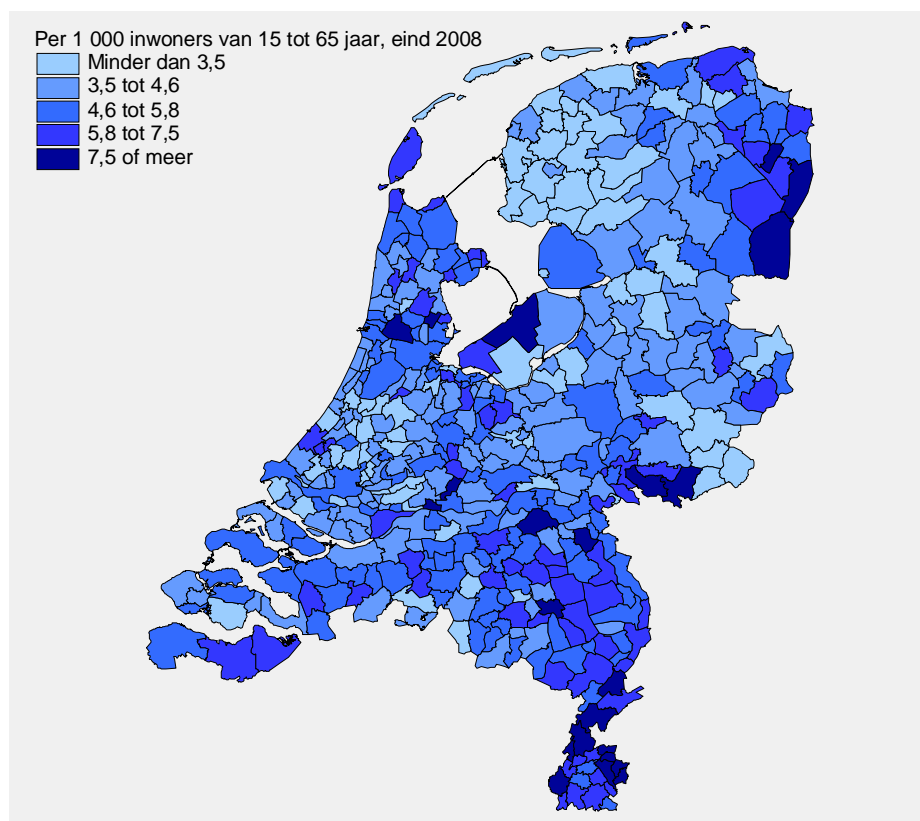 Per 1 000 inwoners van 15 tot 65 jaar, eind 2008
Minder dan 3,5
3,5 tot 4,6
4,6 tot 5,8
5,8 tot 7,5
7,5 of meer